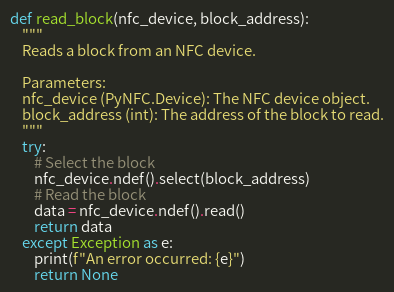 def read_block(nfc_device, block_address):
    """
    Reads a block from an NFC device.

    Parameters:
    nfc_device (PyNFC.Device): The NFC device object.
    block_address (int): The address of the block to read.
    """
    try:
        # Select the block
        nfc_device.ndef().select(block_address)
        # Read the block
        data = nfc_device.ndef().read()
        return data
    except Exception as e:
        print(f"An error occurred: {e}")
        return None